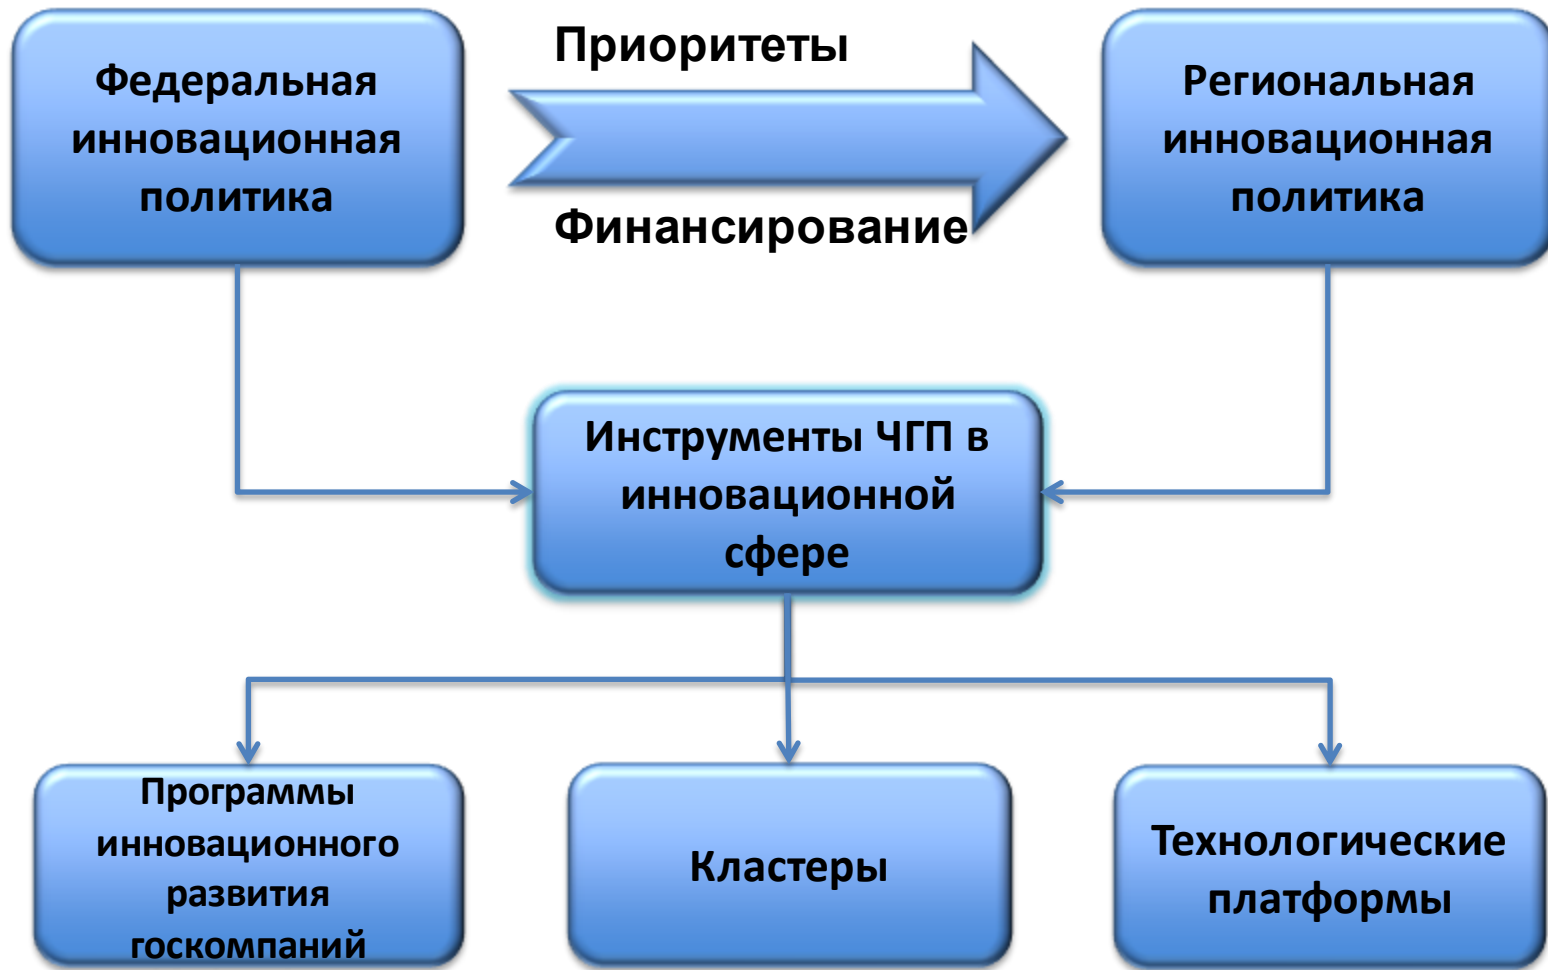 Федеральная
инновационная
политика
Приоритеты
Финансирование
Региональная
инновационная
политика
Инструменты ЧГП в
инновационной
сфере
Программы
инновационного
развития
госкомпаний
Кластеры
Технологические
платформы